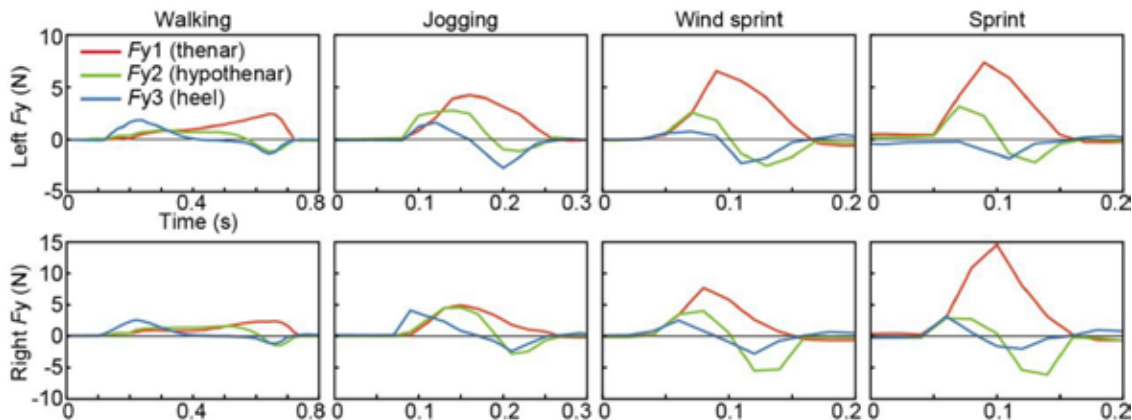 Walking Jogging Wind sprint Sprint
10
5
0
-5
Left Fy (N)
Fy1 (thenar)
Fy2 (hypothenar)
Fy3 (heel)
0 0.4 0.8 0 0.1 0.2 0.3 0 0.1 0.2 0 0.1 0.2
Time (s)
15
10
5
0
-5
-10
Right Fy (N)
0 0.4 0.8 0 0.1 0.2 0.3 0 0.1 0.2 0 0.1 0.2